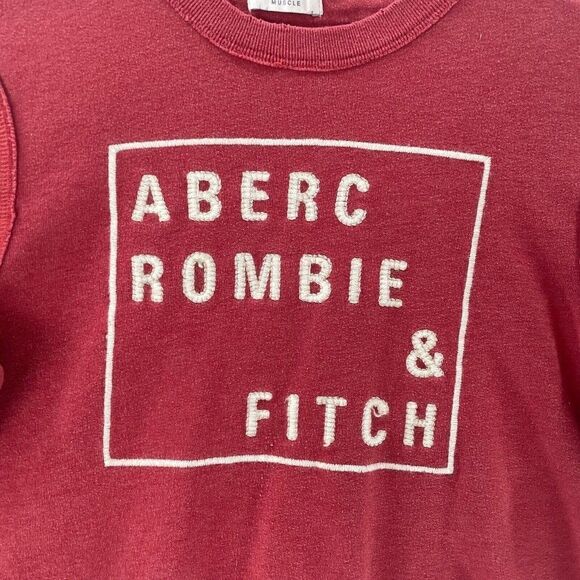 MUSCLE
ABERC
ROMBIE
&
FITCH